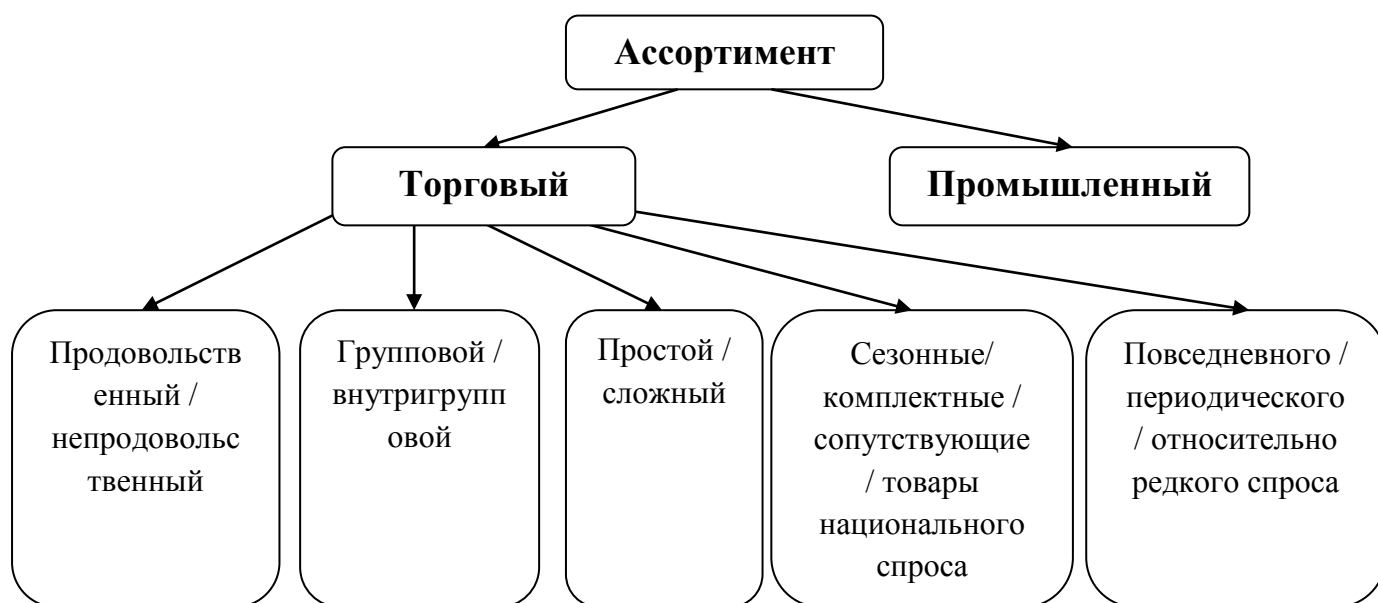 Ассортимент
Торговый
Промышленный
Продовольств
енный /
непродовольс
твенный
Групповой /
внутригрупп
овой
Простой /
сложный
Сезонные/
комплектные /
сопутствующие
/ товары
национального
спроса
Повседневного /
периодического
/ относительно
редкого спроса